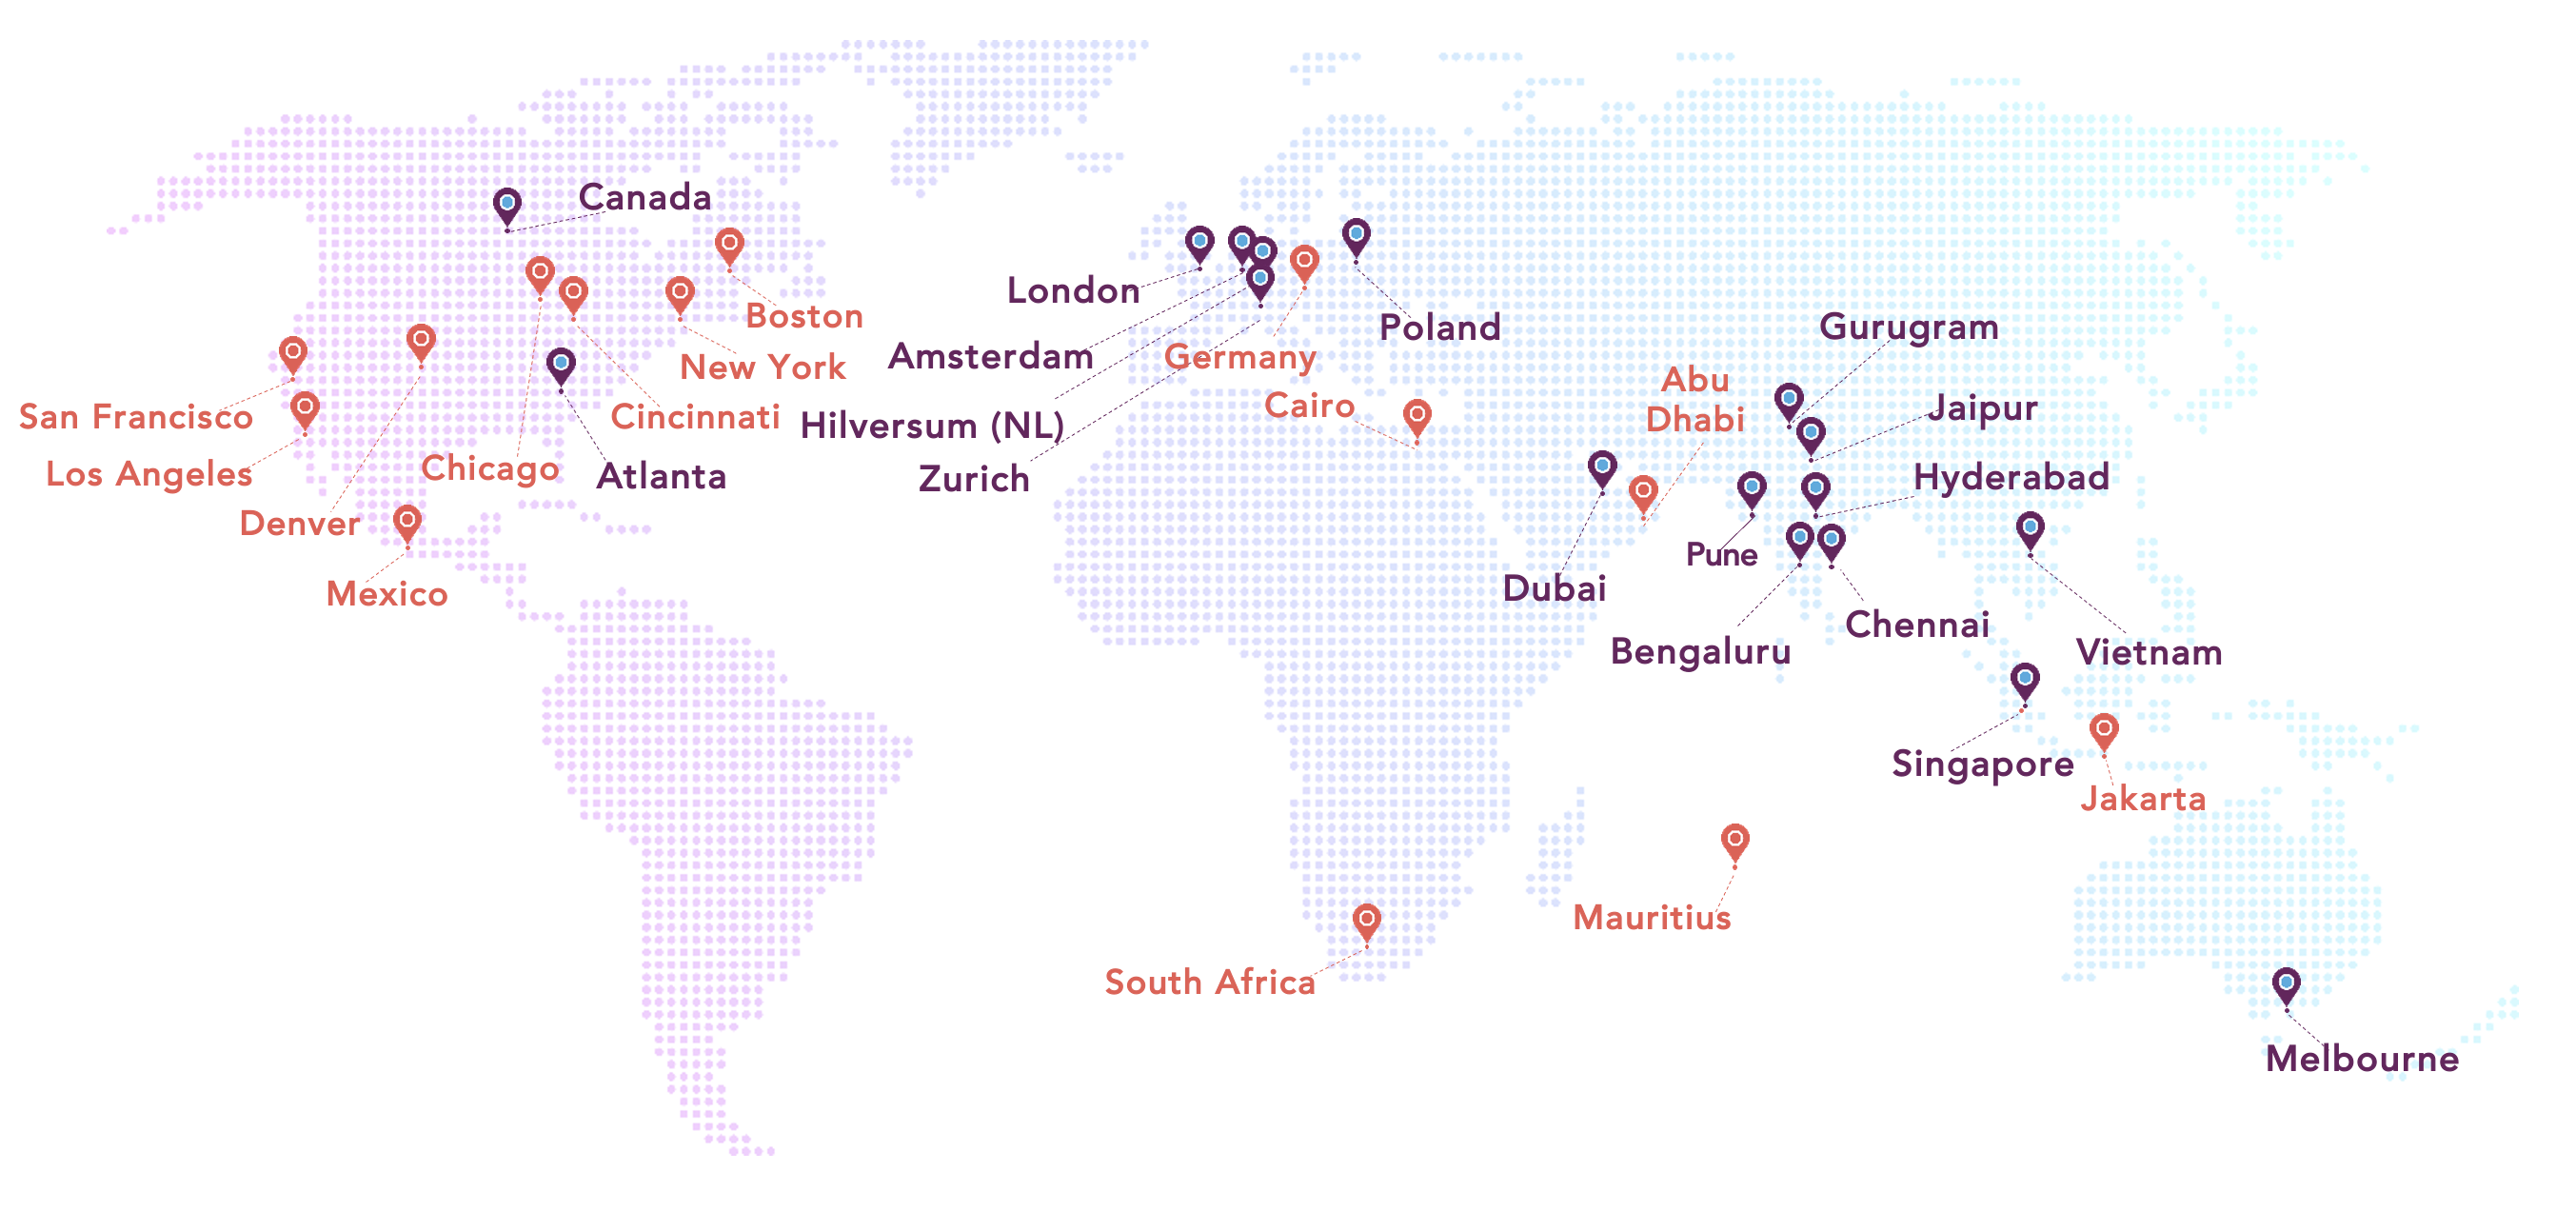 Canada
London
Boston
Poland
Gurugram
Amsterdam
Germany
New York
Abu
Dhabi
Cairo
Jaipur
San Francisco
Cincinnati
Hilversum (NL)
Los Angeles
Chicago
Atlanta
Zurich
Hyderabad
Denver
Pune
Mexico
Dubai
Chennai
Bengaluru
Vietnam
Singapore
Jakarta
Mauritius
South Africa
Melbourne